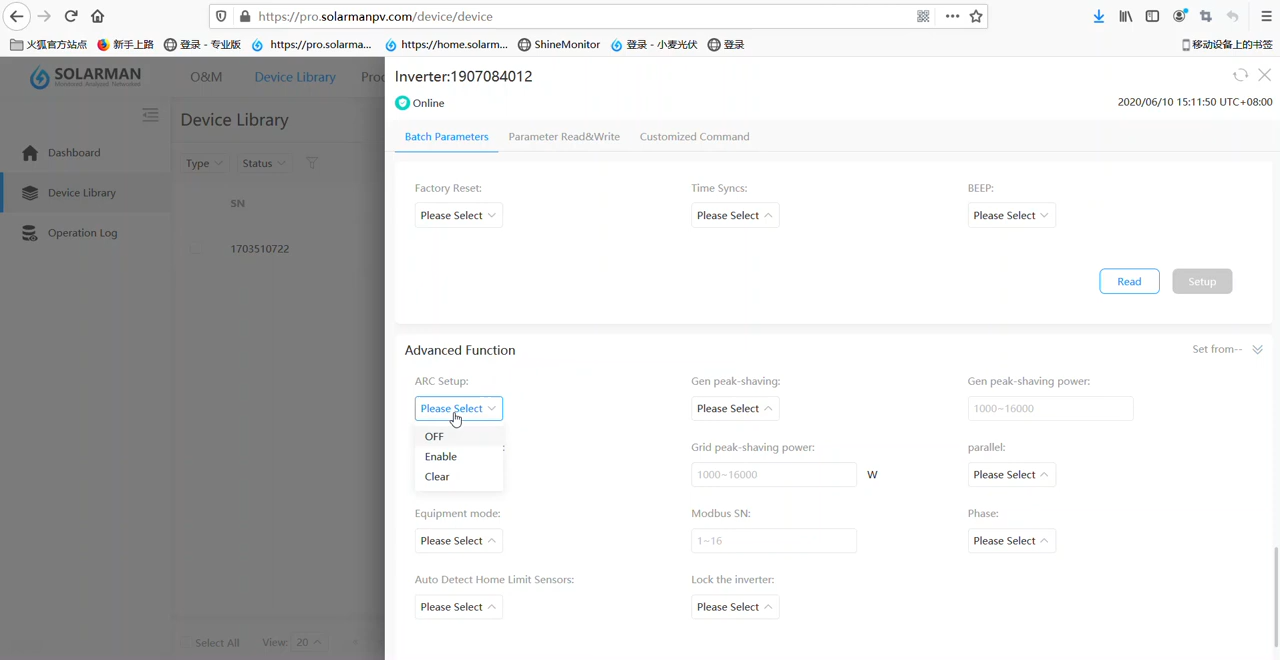 https://pro.solarmanpv.com/device/device
火狐官方站点 新手上路 登录 - 专业版 https://pro.solarma... https://home.solarm... ShineMonitor 登录 - 小麦光伏 登录 移动设备上的书签
SOLARMAN
O&M Device Library
Dashboard
Device Library
Operation Log
Device Library
Type Status
SN
1703510722
Select All View: 20
Inverter:1907084012
Online
2020/06/10 15:11:50 UTC+08:00
Batch Parameters Parameter Read&Write Customized Command
Factory Reset: Time Syncs: BEEP:
Please Select Please Select Please Select
Read Setup
Advanced Function Set from--
ARC Setup: Gen peak-shaving: Gen peak-shaving power:
Please Select Please Select 1000~16000
OFF
Enable
Clear
: Grid peak-shaving power: parallel:
1000~16000 W Please Select
Equipment mode: Modbus SN: Phase:
Please Select 1~16 Please Select
Auto Detect Home Limit Sensors: Lock the inverter:
Please Select Please Select